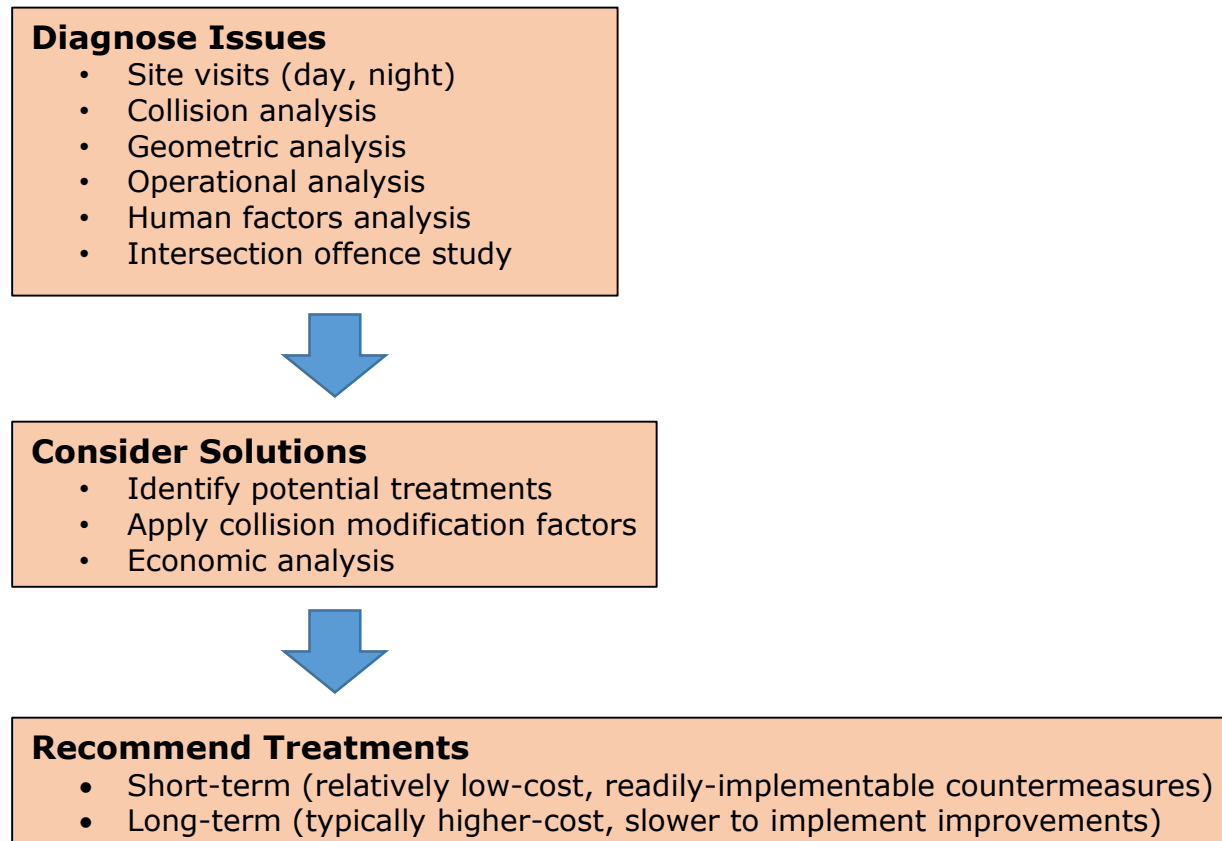 Diagnose Issues
• Site visits (day, night)
• Collision analysis
• Geometric analysis
• Operational analysis
• Human factors analysis
• Intersection offence study
Consider Solutions
• Identify potential treatments
• Apply collision modification factors
• Economic analysis
Recommend Treatments
• Short-term (relatively low-cost, readily-implementable countermeasures)
• Long-term (typically higher-cost, slower to implement improvements)